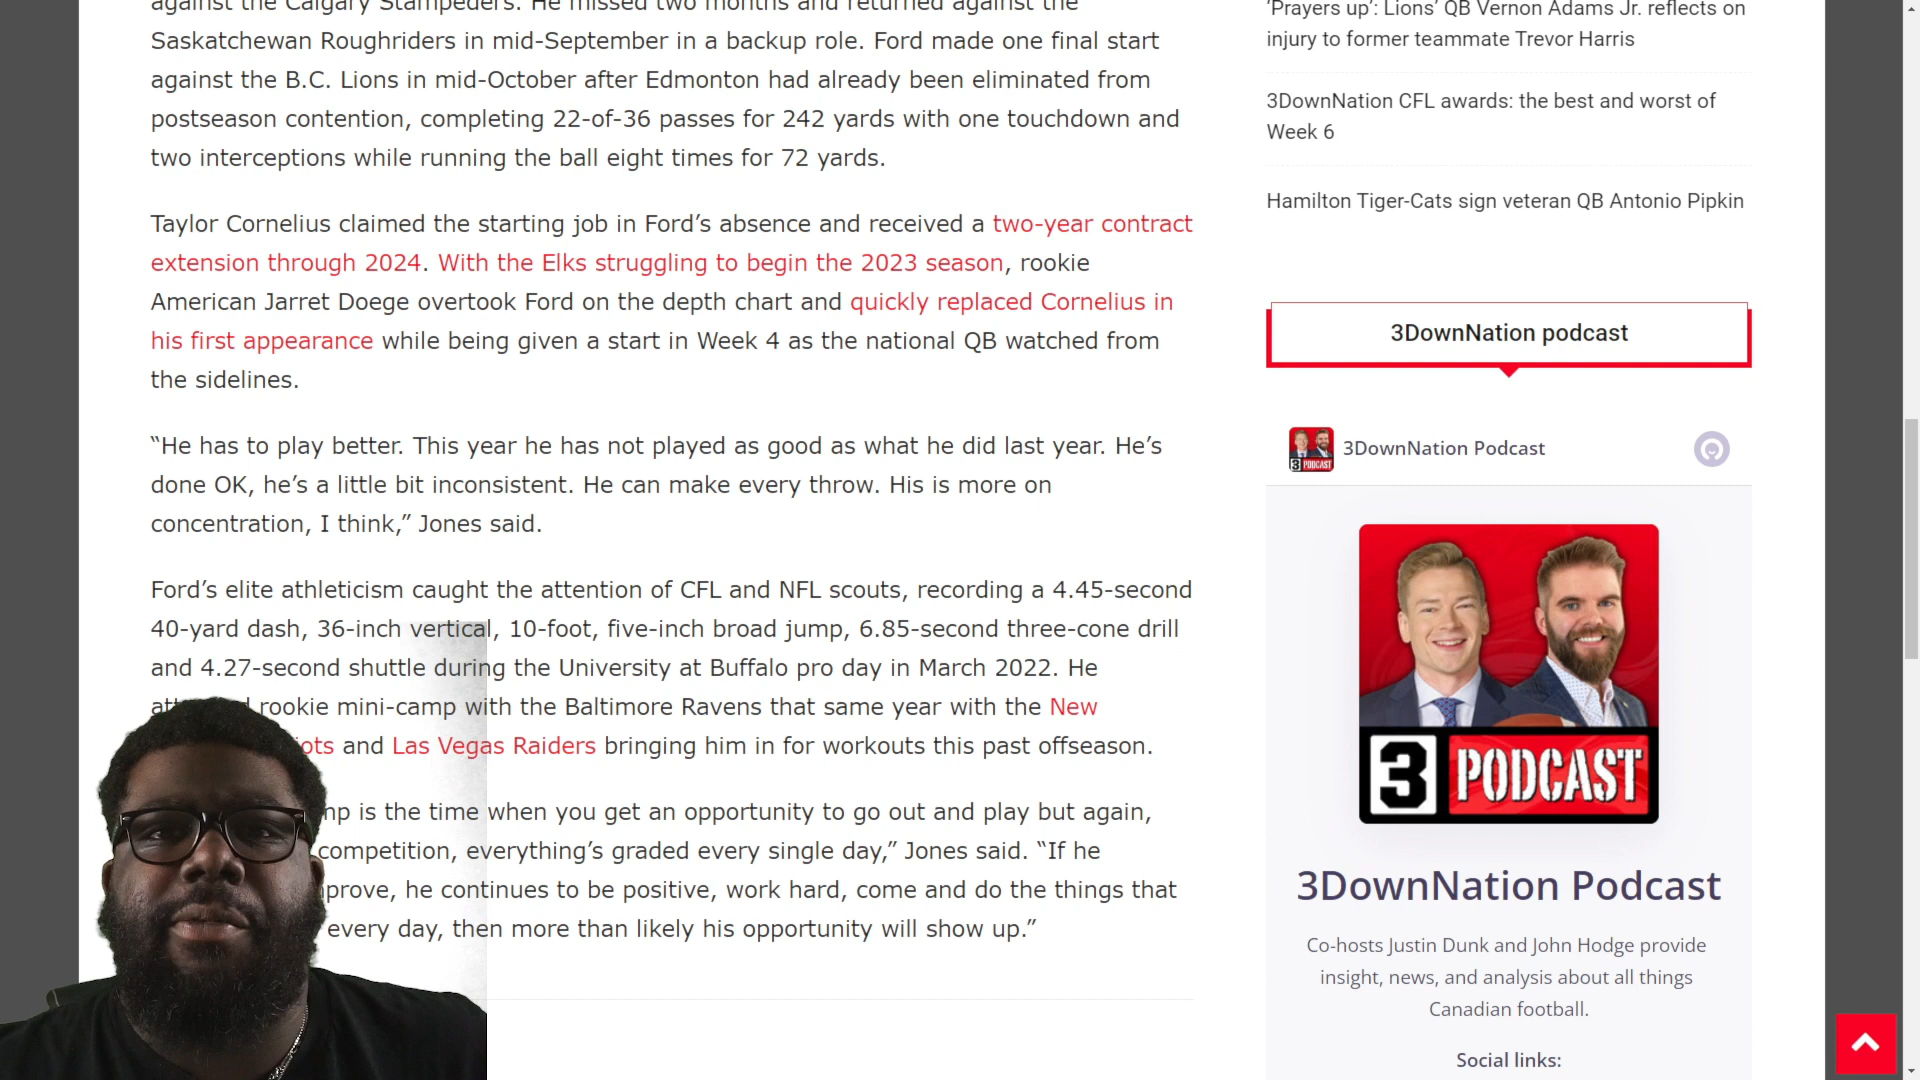 against the Calgary Stampeders. He missed two months and returned against the
Saskatchewan Roughriders in mid-September in a backup role. Ford made one final start
against the B.C. Lions in mid-October after Edmonton had already been eliminated from
postseason contention, completing 22-of-36 passes for 242 yards with one touchdown and
two interceptions while running the ball eight times for 72 yards.
Taylor Cornelius claimed the starting job in Ford’s absence and received a two-year contract
extension through 2024. With the Elks struggling to begin the 2023 season, rookie
American Jarret Doege overtook Ford on the depth chart and quickly replaced Cornelius in
his first appearance while being given a start in Week 4 as the national QB watched from
the sidelines.
“He has to play better. This year he has not played as good as what he did last year. He’s
done OK, he’s a little bit inconsistent. He can make every throw. His is more on
concentration, I think,” Jones said.
Ford’s elite athleticism caught the attention of CFL and NFL scouts, recording a 4.45-second
40-yard dash, 36-inch vertical, 10-foot, five-inch broad jump, 6.85-second three-cone drill
and 4.27-second shuttle during the University at Buffalo pro day in March 2022. He
rookie mini-camp with the Baltimore Ravens that same year with the New
and Las Vegas Raiders bringing him in for workouts this past offseason.
is the time when you get an opportunity to go out and play but again,
competition, everything’s graded every single day,” Jones said. “If he
he continues to be positive, work hard, come and do the things that
every day, then more than likely his opportunity will show up.”
‘Prayers up’: Lions’ QB Vernon Adams Jr. reflects on
injury to former teammate Trevor Harris
3DownNation CFL awards: the best and worst of
Week 6
Hamilton Tiger-Cats sign veteran QB Antonio Pipkin
3DownNation podcast
3 PODCAST
3DownNation Podcast
3 PODCAST
3DownNation Podcast
Co-hosts Justin Dunk and John Hodge provide
insight, news, and analysis about all things
Canadian football.
Social links: